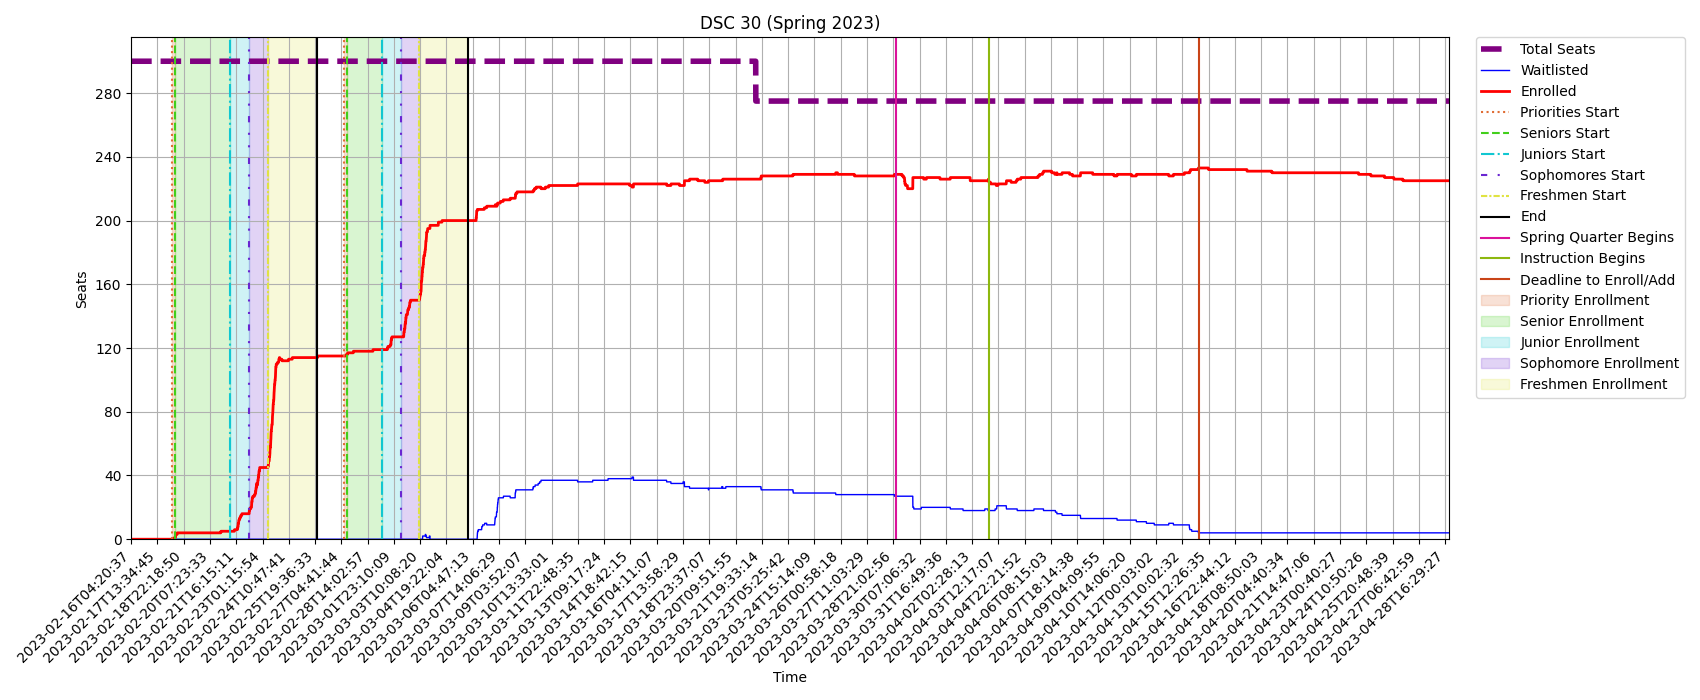 DSC 30 (Spring 2023)
Seats
280
240
200
160
120
80
40
0
2023-02-16T04:20:37
2023-02-17T13:34:45
2023-02-18T22:18:50
2023-02-20T07:23:33
2023-02-21T16:15:11
2023-02-23T01:15:54
2023-02-24T10:47:41
2023-02-25T19:36:33
2023-02-27T04:41:44
2023-02-28T14:02:57
2023-03-01T23:10:09
2023-03-03T10:08:20
2023-03-04T19:22:04
2023-03-06T04:47:13
2023-03-07T14:06:29
2023-03-09T03:52:07
2023-03-10T13:33:01
2023-03-11T22:48:35
2023-03-13T09:17:24
2023-03-14T18:42:15
2023-03-16T04:11:07
2023-03-17T13:58:29
2023-03-18T23:37:07
2023-03-20T09:51:55
2023-03-21T19:33:14
2023-03-23T05:25:42
2023-03-24T15:14:09
2023-03-26T00:58:18
2023-03-27T11:03:29
2023-03-28T21:02:56
2023-03-30T07:06:32
2023-03-31T16:49:36
2023-04-02T02:28:13
2023-04-03T12:17:07
2023-04-04T22:21:52
2023-04-06T08:15:03
2023-04-07T18:14:38
2023-04-09T04:09:55
2023-04-10T14:06:20
2023-04-12T00:03:02
2023-04-13T10:02:32
2023-04-15T12:26:35
2023-04-16T22:44:12
2023-04-18T08:50:03
2023-04-20T04:40:34
2023-04-21T14:47:06
2023-04-23T00:40:27
2023-04-24T10:50:26
2023-04-25T20:48:39
2023-04-27T06:42:59
2023-04-28T16:29:27
Time
Total Seats
Waitlisted
Enrolled
Priorities Start
Seniors Start
Juniors Start
Sophomores Start
Freshmen Start
End
Spring Quarter Begins
Instruction Begins
Deadline to Enroll/Add
Priority Enrollment
Senior Enrollment
Junior Enrollment
Sophomore Enrollment
Freshmen Enrollment